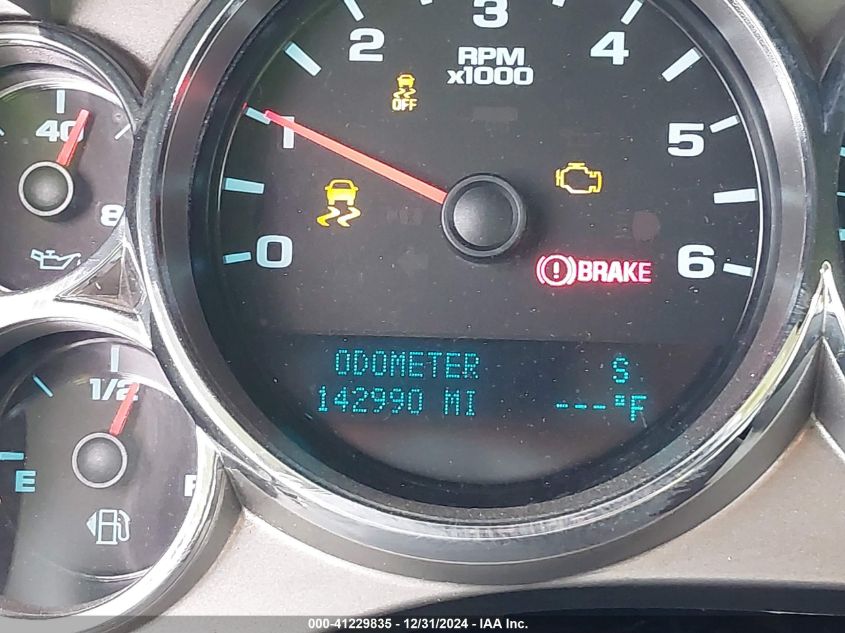 3
2
4
RPM
x1000
OFF
40
1
5
8
0
BRAKE
6
ODOMETER
S
142990 MI
---°F
1/2
E
000-41229835 - 12/31/2024 - IAA Inc.